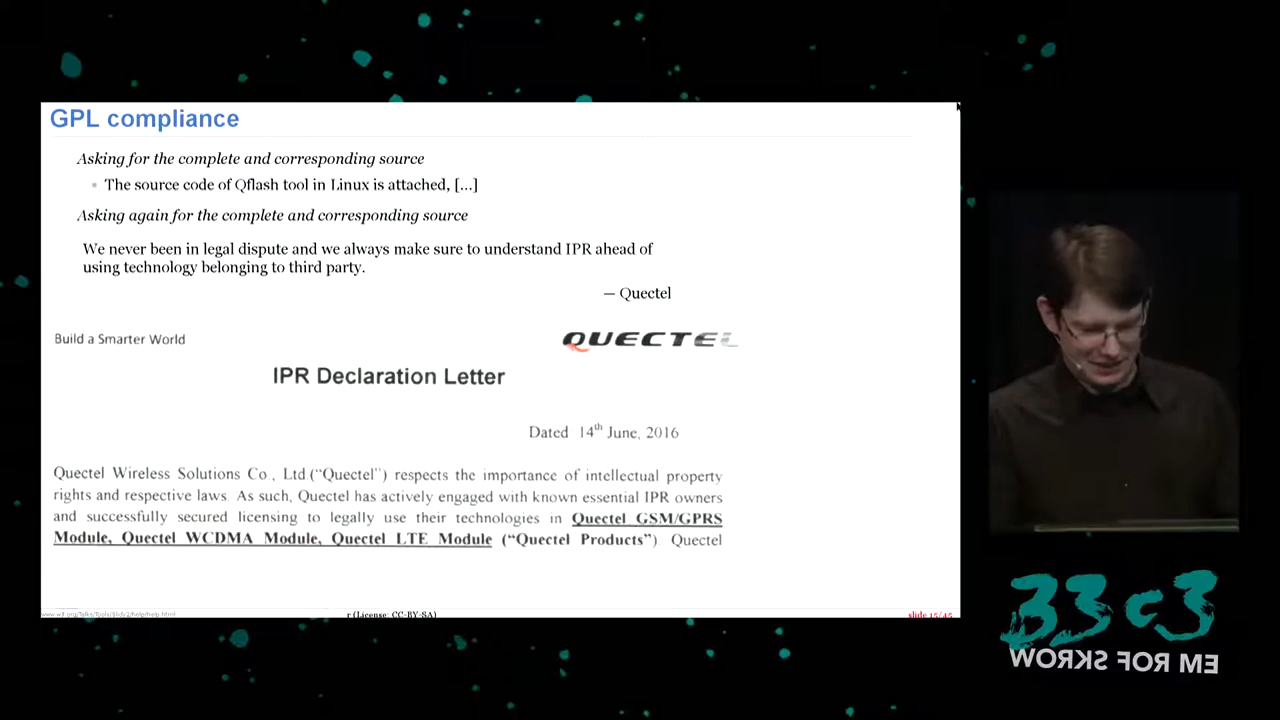 GPL compliance
Asking for the complete and corresponding source
The source code of Qflash tool in Linux is attached, [...]
Asking again for the complete and corresponding source
We never been in legal dispute and we always make sure to understand IPR ahead of
using technology belonging to third party.
— Quectel
Build a Smarter World
QUECTEL
IPR Declaration Letter
Dated 14th June, 2016
Quectel Wireless Solutions Co., Ltd.("Quectel") respects the importance of intellectual property
rights and respective laws. As such, Quectel has actively engaged with known essential IPR owners
and successfully secured licensing to legally use their technologies in Quectel GSM/GPRS
Module, Quectel WCDMA Module, Quectel LTE Module ("Quectel Products") Quectel
r (License: CC-BY-SA)
slide 15/45
33c3
WORKS FOR ME